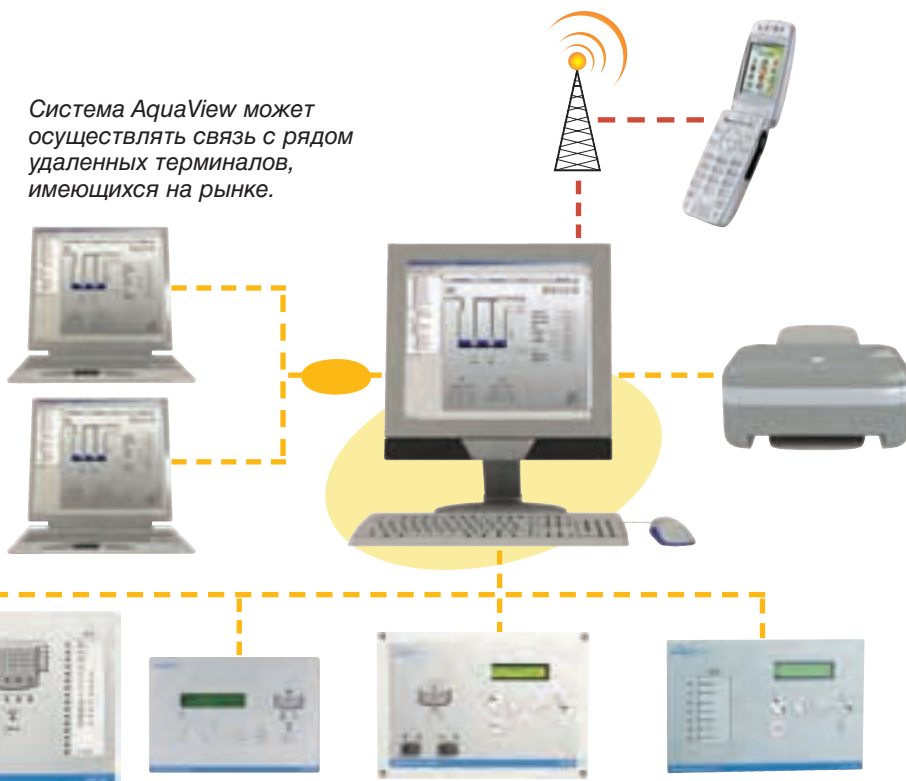 Система AquaView может
осуществлять связь с рядом
удаленных терминалов,
имеющихся на рынке.